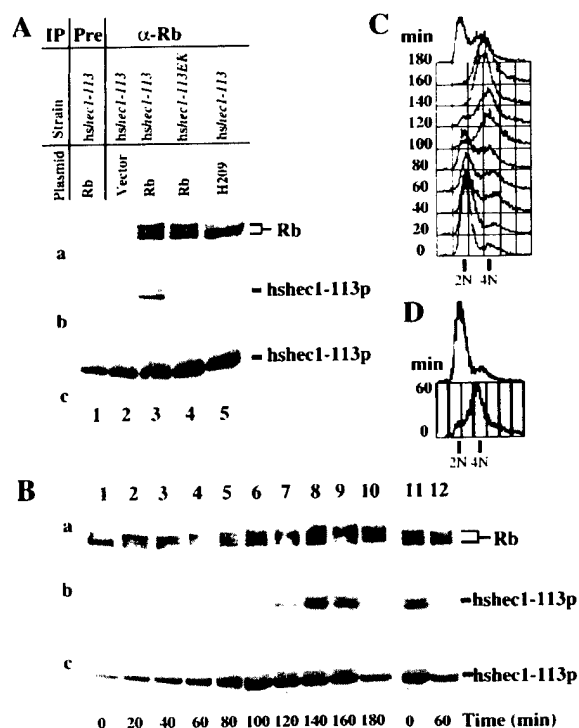 A
IP Pre α-Rb
Strain hshec1-113 hshec1-113 hshec1-113 hshec1-113EK hshec1-113
Plasmid Rb Vector Rb Rb H209
a Rb
b hshec1-113p
c hshec1-113p
1 2 3 4 5
C
min
180
160
140
120
100
80
60
40
20
0
2N 4N
D
min
60
0
2N 4N
B
1 2 3 4 5 6 7 8 9 10 11 12
a Rb
b hshec1-113p
c hshec1-113p
0 20 40 60 80 100 120 140 160 180 0 60 Time (min)